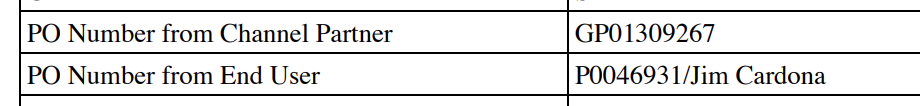 PO Number from Channel Partner GP01309267
PO Number from End User P0046931/Jim Cardona